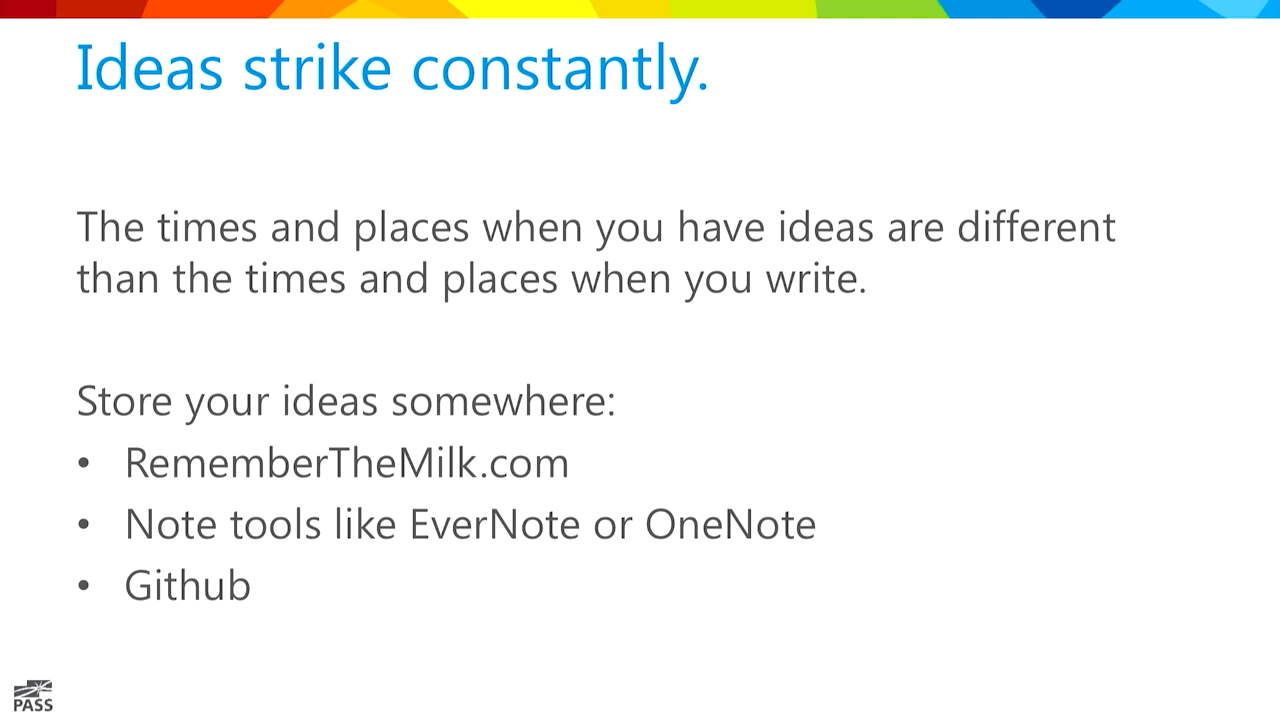 Ideas strike constantly.
The times and places when you have ideas are different
than the times and places when you write.
Store your ideas somewhere:
• RememberTheMilk.com
• Note tools like EverNote or OneNote
• Github
PASS